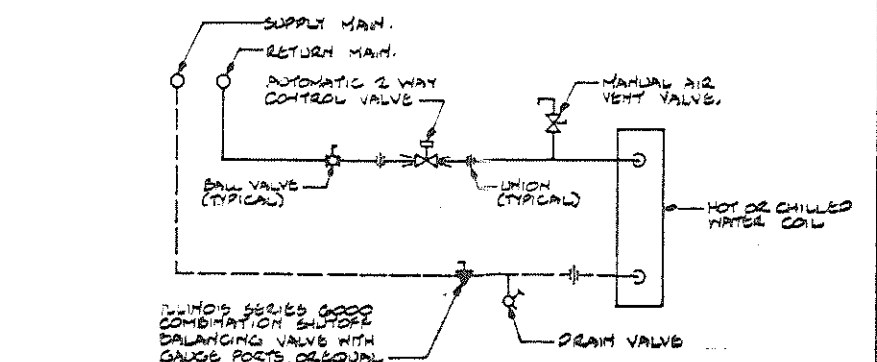 SUPPLY MAIN.
RETURN MAIN.
AUTOMATIC 2 WAY
CONTROL VALVE
MANUAL AIR
VENT VALVE.
BALL VALVE
(TYPICAL)
UNION
(TYPICAL)
HOT OR CHILLED
WATER COIL
ILLINOIS SERIES 6000
COMBINATION SHUTOFF
BALANCING VALVE WITH
GAUGE PORTS OR EQUAL
DRAIN VALVE